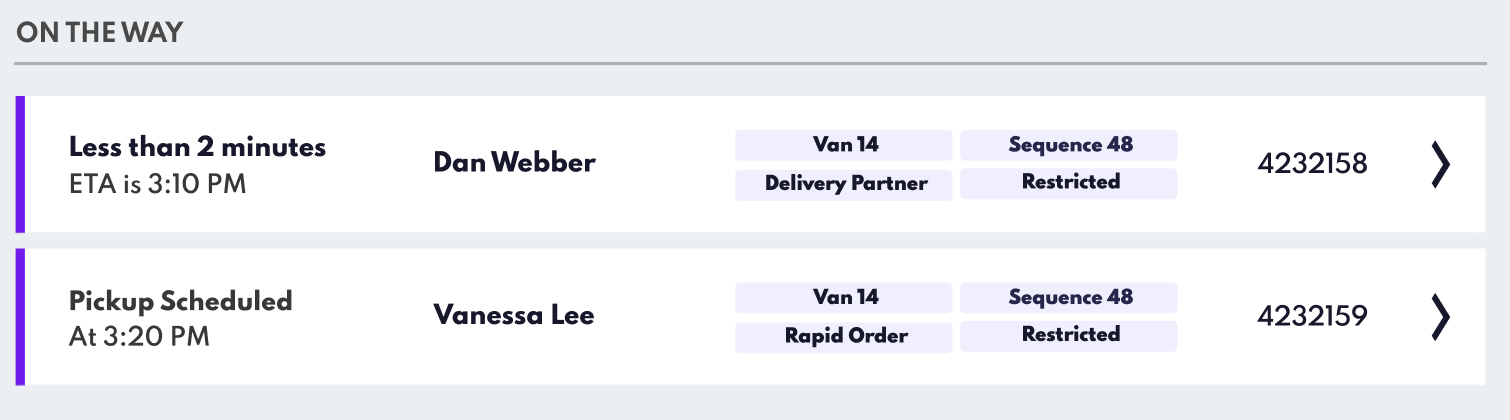 ON THE WAY
Less than 2 minutes
ETA is 3:10 PM
Dan Webber
Van 14
Sequence 48
Delivery Partner
Restricted
4232158
Pickup Scheduled
At 3:20 PM
Vanessa Lee
Van 14
Sequence 48
Rapid Order
Restricted
4232159